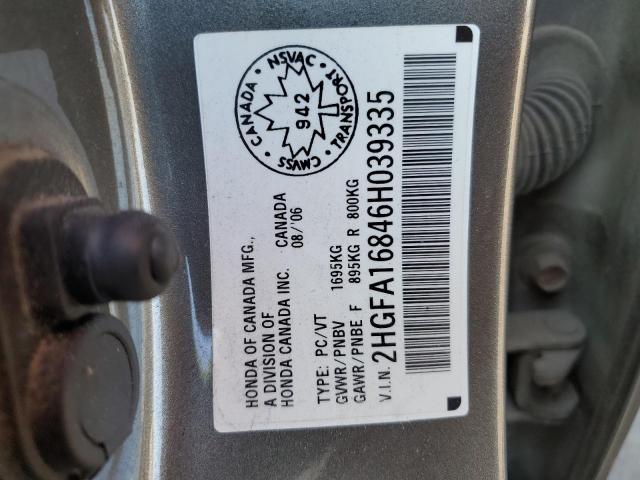 HONDA OF CANADA MFG.,
A DIVISION OF
HONDA CANADA INC. CANADA
08/'06
TYPE: PC/VT
GVWR/PNBV 1695KG
GAWR/PNBE F 895KG R 800KG
V.I.N. 2HGFA16846H039335
CANADA · NSVAC · TRANSPORT · CMVSS
942